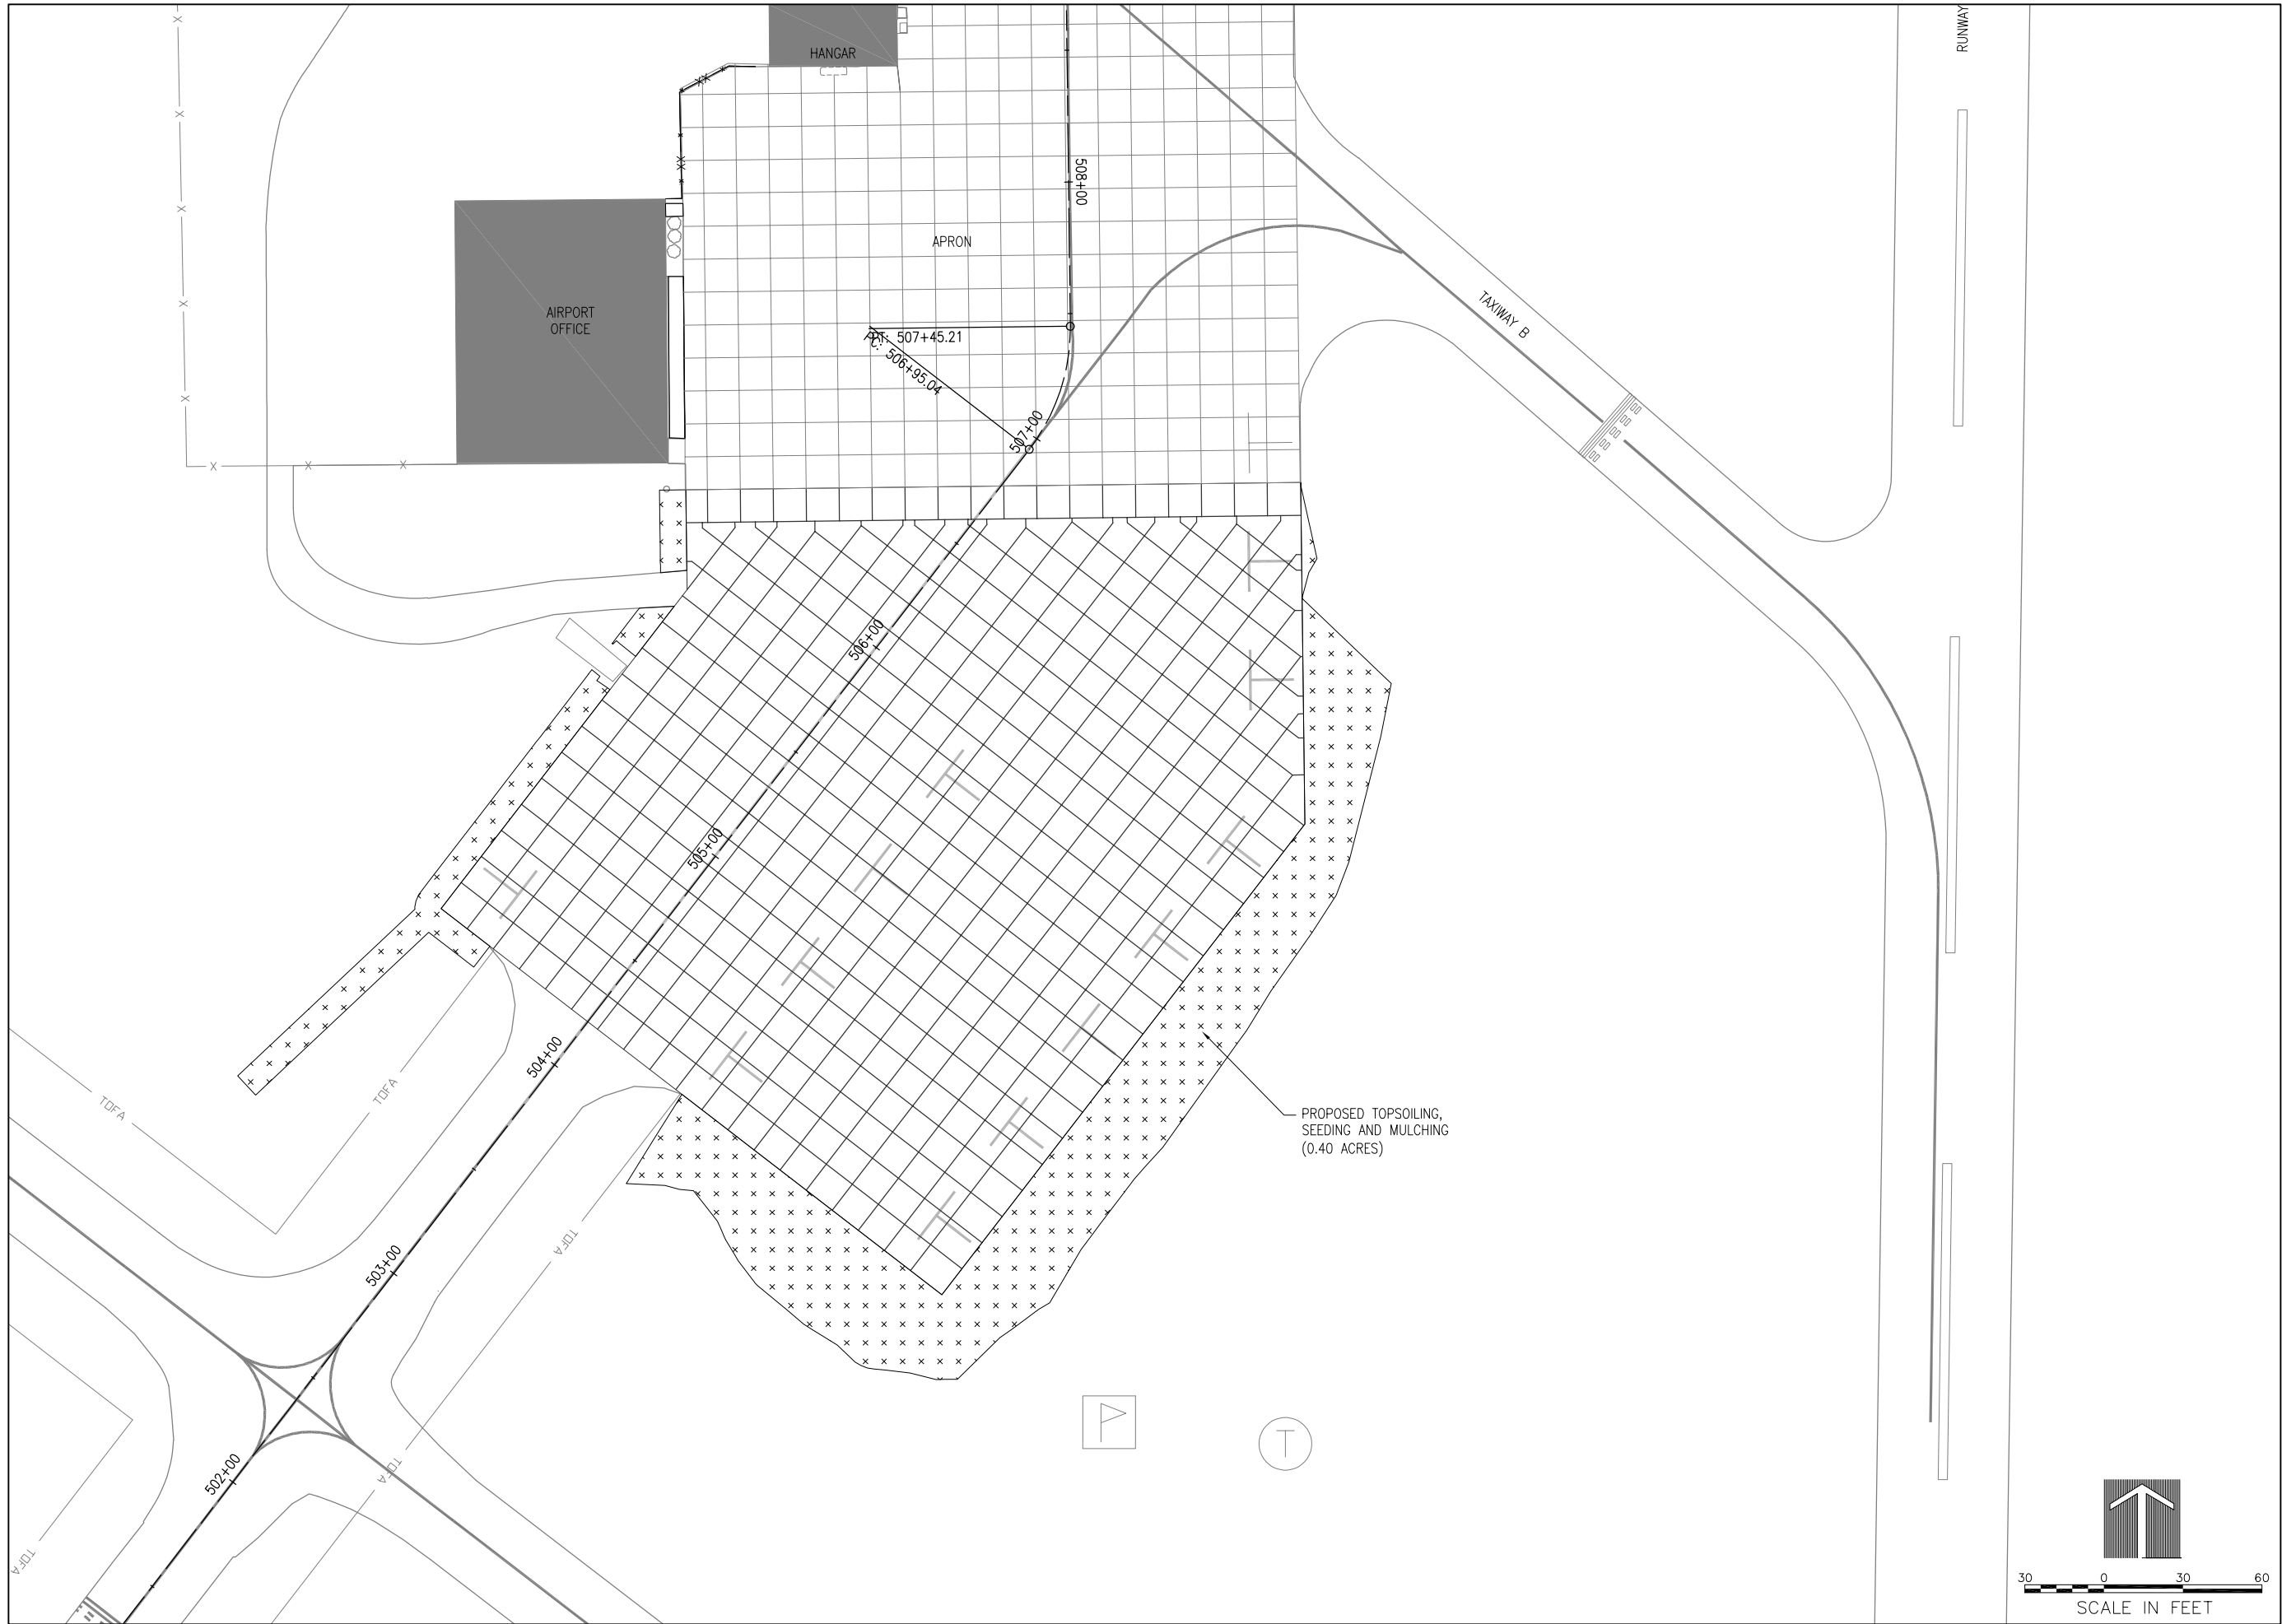 RUNWAY
HANGAR
508+00
APRON
AIRPORT
OFFICE
TAXIWAY B
PT: 507+45.21
PC: 506+95.04
507+00
506+00
505+00
504+00
TOFA
TOFA
PROPOSED TOPSOILING,
SEEDING AND MULCHING
(0.40 ACRES)
TOFA
503+00
T
TOFA
502+00
TOFA
30 0 30 60
SCALE IN FEET